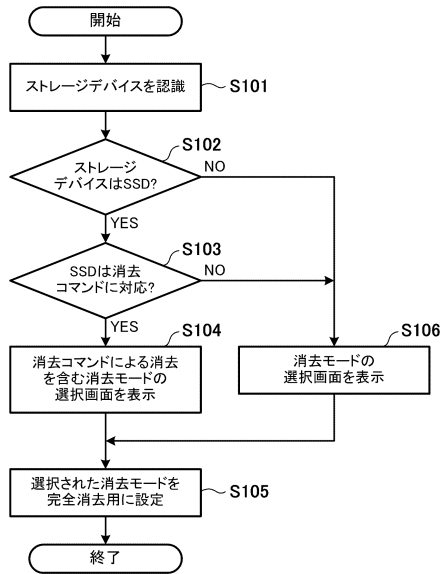 開始
ストレージデバイスを認識
S101
ストレージ
デバイスはSSD?
S102
NO
YES
SSDは消去
コマンドに対応?
S103
NO
YES
消去コマンドによる消去
を含む消去モードの
選択画面を表示
S104
消去モードの
選択画面を表示
S106
選択された消去モードを
完全消去用に設定
S105
終了